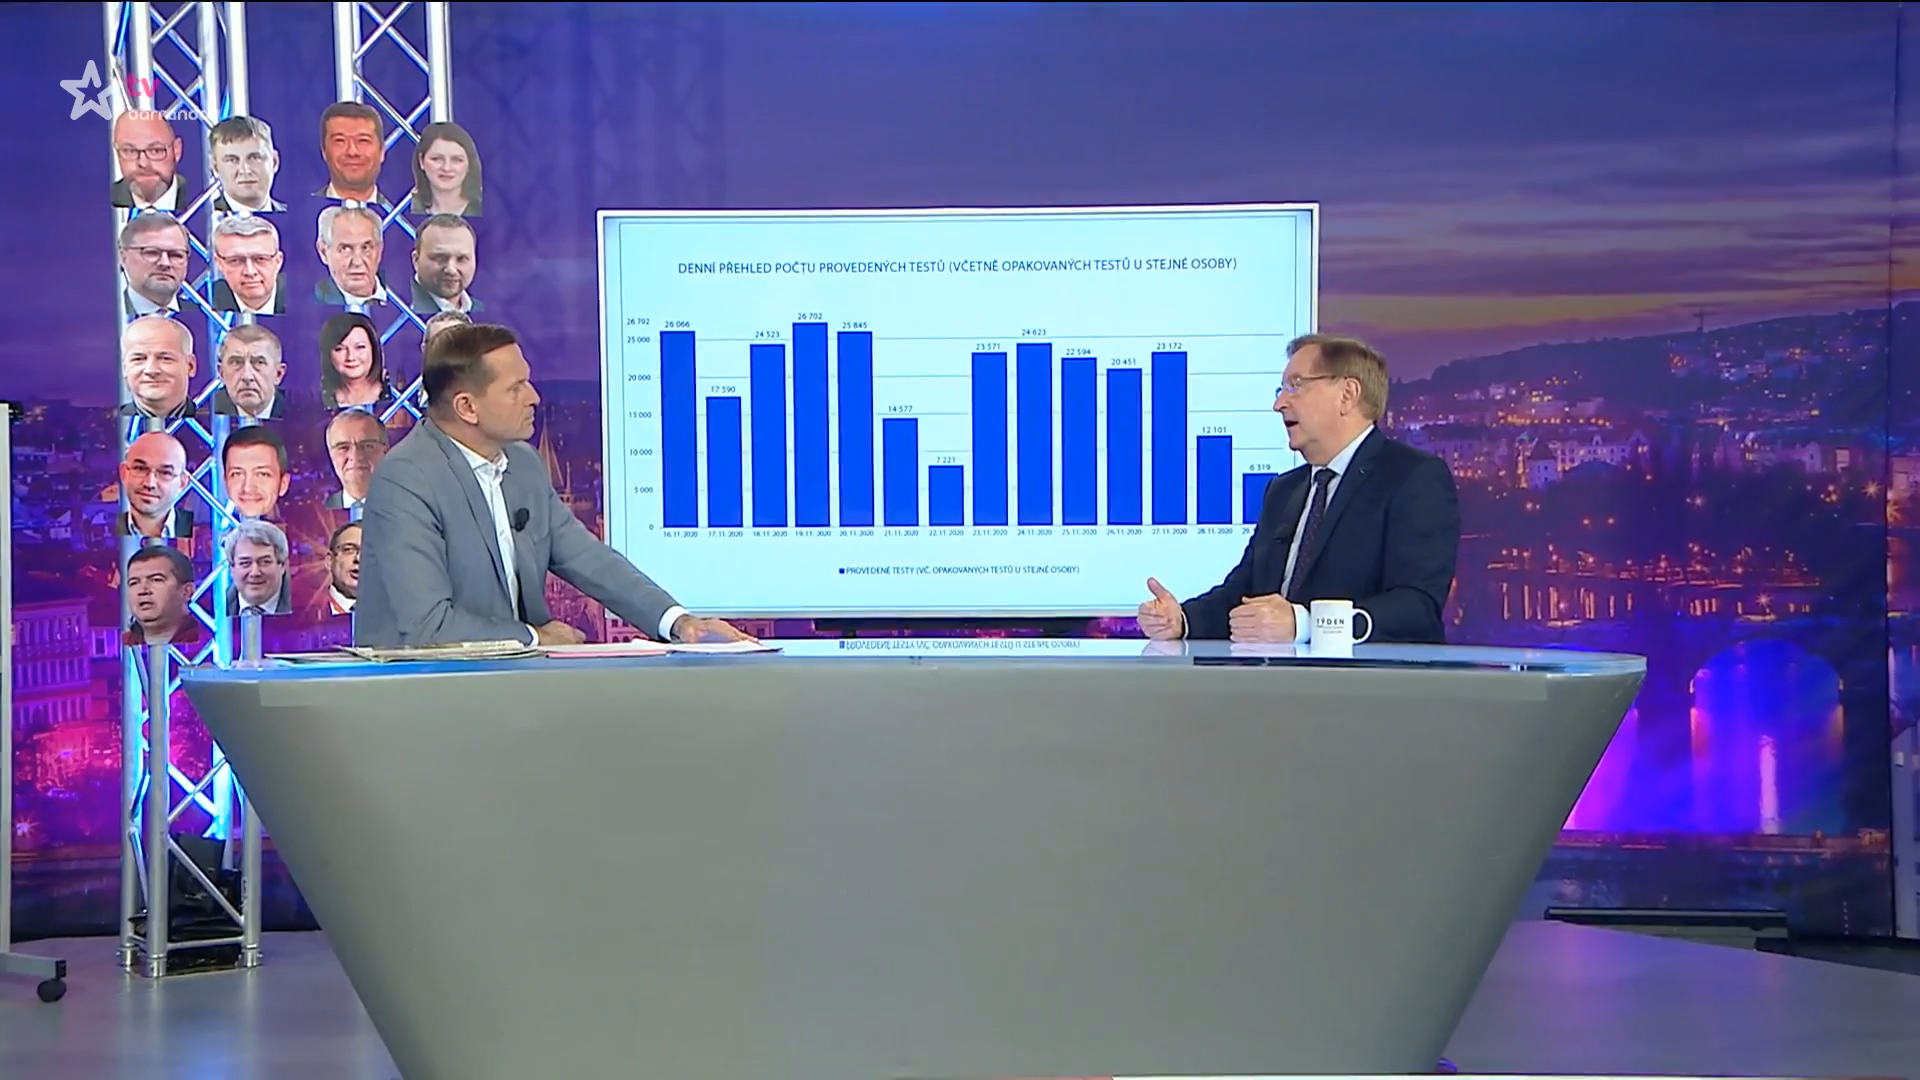 tv
barrandov
DENNÍ PŘEHLED POČTU PROVEDENÝCH TESTŮ (VČETNĚ OPAKOVANÝCH TESTŮ U STEJNÉ OSOBY)
26 702
25 000
20 000
15 000
10 000
5 000
0
26 066
17 590
24 523
26 702
25 845
14 577
7 221
23 571
24 623
22 594
20 451
23 172
12 101
6 319
16. 11. 2020
17. 11. 2020
18. 11. 2020
19. 11. 2020
20. 11. 2020
21. 11. 2020
22. 11. 2020
23. 11. 2020
24. 11. 2020
25. 11. 2020
26. 11. 2020
27. 11. 2020
28. 11. 2020
29.
PROVEDENÉ TESTY (VČ. OPAKOVANÝCH TESTŮ U STEJNÉ OSOBY)
TÝDEN